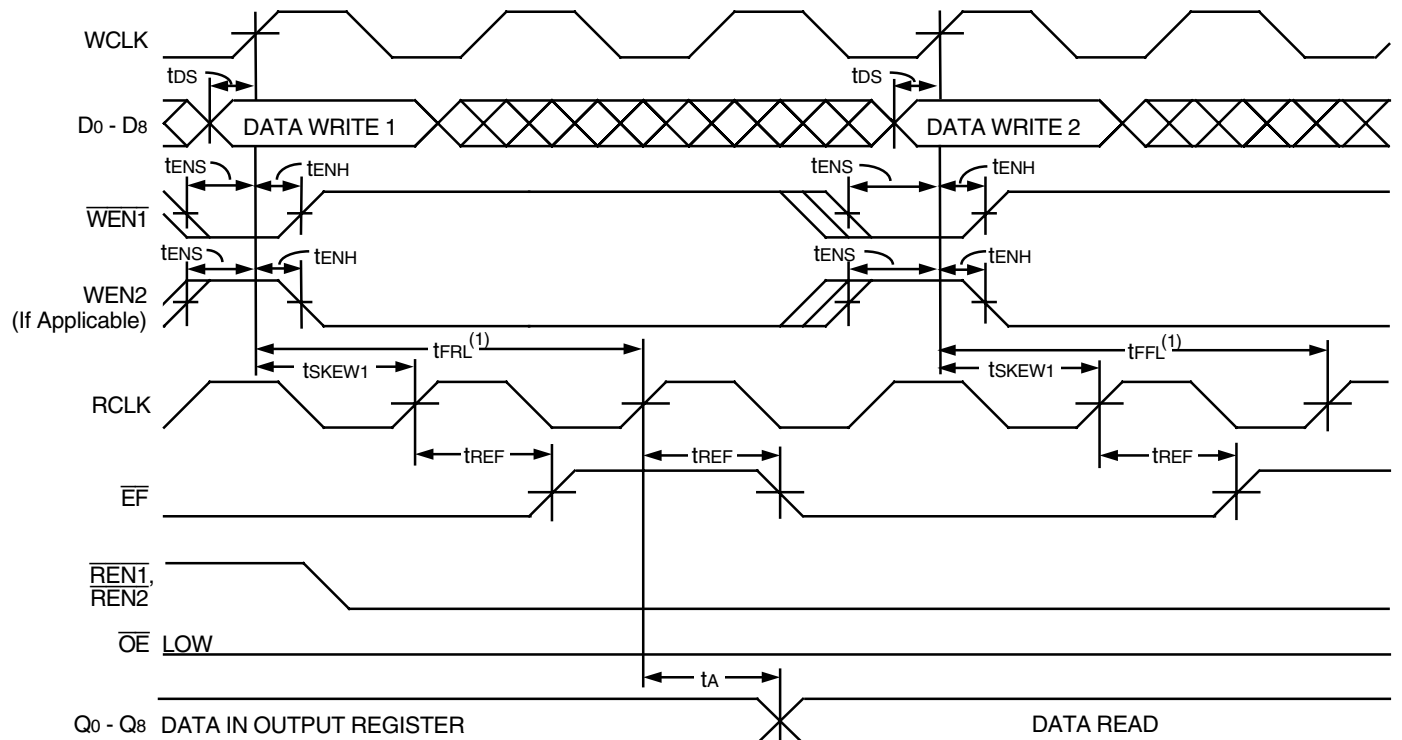 WCLK
tDS
tDS
D0 - D8
DATA WRITE 1
DATA WRITE 2
tENS
tENH
tENS
tENH
WEN1
tENS
tENH
tENS
tENH
WEN2
(If Applicable)
tFRL(1)
tFFL(1)
tSKEW1
tSKEW1
RCLK
tREF
tREF
tREF
EF
REN1,
REN2
OE
LOW
tA
Q0 - Q8
DATA IN OUTPUT REGISTER
DATA READ